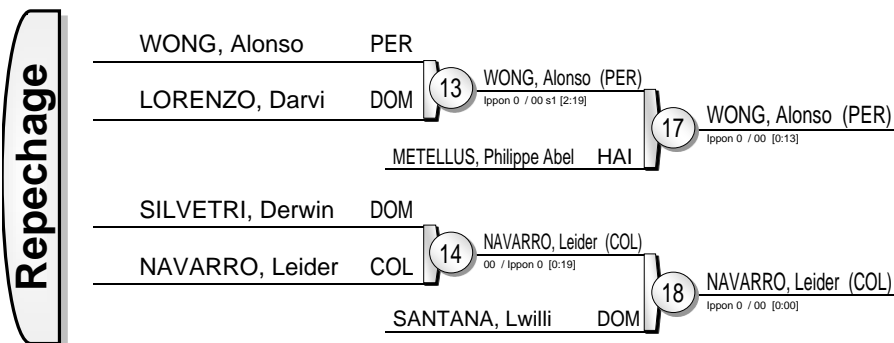 Repechage
WONG, Alonso PER
LORENZO, Darvi DOM
13
WONG, Alonso (PER)
Ippon 0 / 00 s1 [2:19]
METELLUS, Philippe Abel HAI
17
WONG, Alonso (PER)
Ippon 0 / 00 [0:13]
SILVETRI, Derwin DOM
NAVARRO, Leider COL
14
NAVARRO, Leider (COL)
00 / Ippon 0 [0:19]
SANTANA, Lwilli DOM
18
NAVARRO, Leider (COL)
Ippon 0 / 00 [0:00]